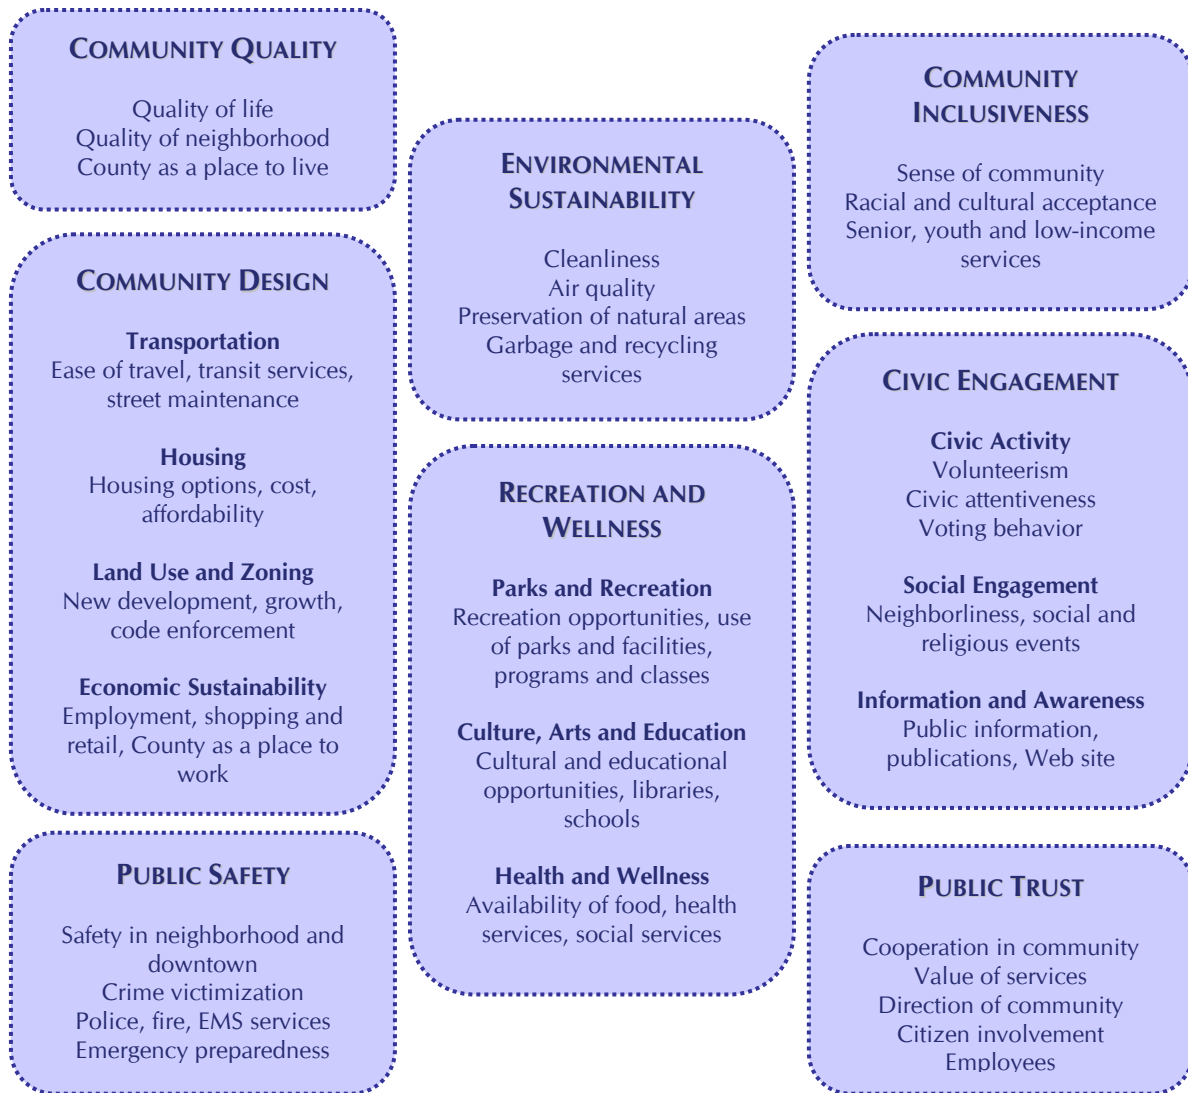 COMMUNITY QUALITY
Quality of life
Quality of neighborhood
County as a place to live
COMMUNITY DESIGN
Transportation
Ease of travel, transit services,
street maintenance
Housing
Housing options, cost,
affordability
Land Use and Zoning
New development, growth,
code enforcement
Economic Sustainability
Employment, shopping and
retail, County as a place to
work
PUBLIC SAFETY
Safety in neighborhood and
downtown
Crime victimization
Police, fire, EMS services
Emergency preparedness
ENVIRONMENTAL
SUSTAINABILITY
Cleanliness
Air quality
Preservation of natural areas
Garbage and recycling
services
RECREATION AND
WELLNESS
Parks and Recreation
Recreation opportunities, use
of parks and facilities,
programs and classes
Culture, Arts and Education
Cultural and educational
opportunities, libraries,
schools
Health and Wellness
Availability of food, health
services, social services
COMMUNITY
INCLUSIVENESS
Sense of community
Racial and cultural acceptance
Senior, youth and low-income
services
CIVIC ENGAGEMENT
Civic Activity
Volunteerism
Civic attentiveness
Voting behavior
Social Engagement
Neighborliness, social and
religious events
Information and Awareness
Public information,
publications, Web site
PUBLIC TRUST
Cooperation in community
Value of services
Direction of community
Citizen involvement
Employees